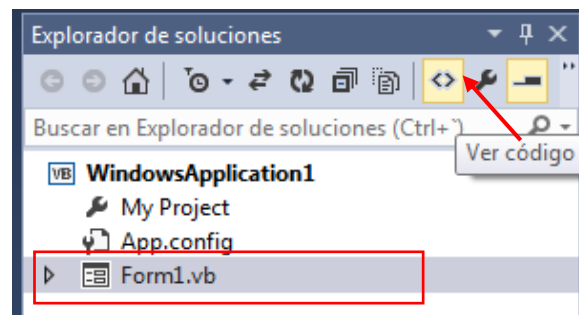 Explorador de soluciones
Buscar en Explorador de soluciones (Ctrl+`)
Ver código
VB WindowsApplication1
My Project
App.config
Form1.vb